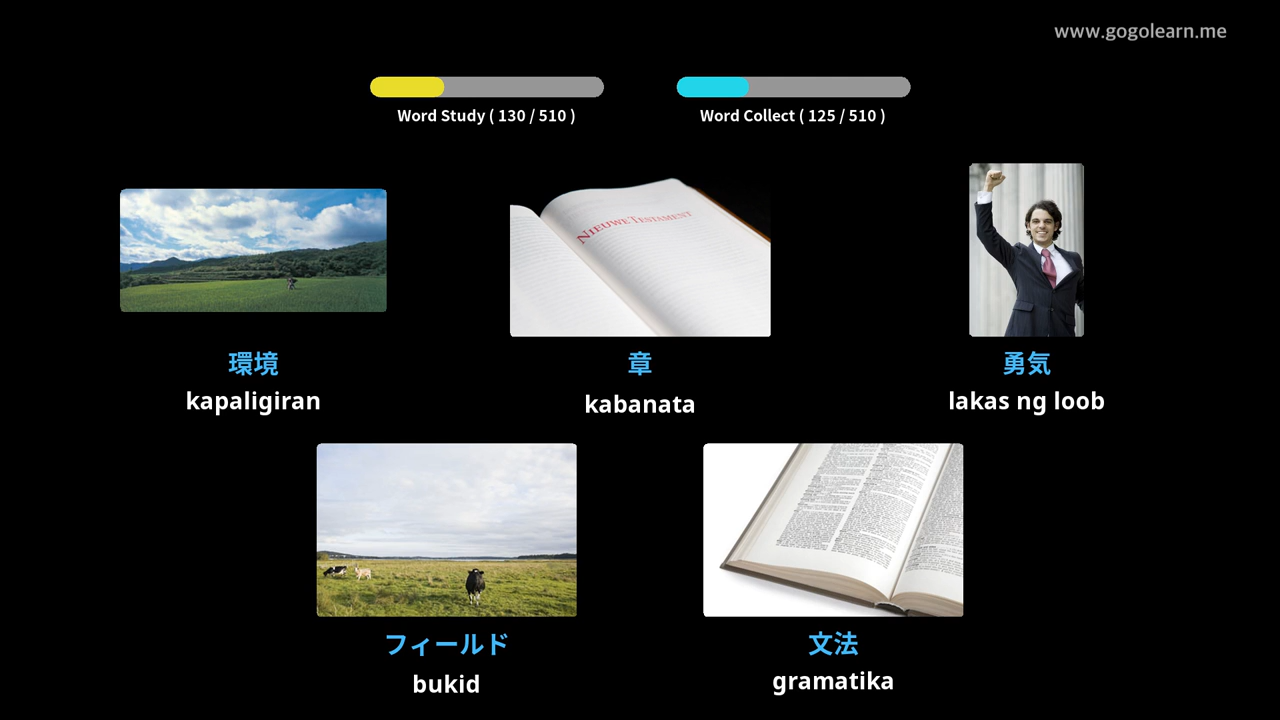 www.gogolearn.me
Word Study ( 130 / 510 )
Word Collect ( 125 / 510 )
NIEUWE TESTAMENT
環境
kapaligiran
章
kabanata
勇気
lakas ng loob
フィールド
bukid
文法
gramatika